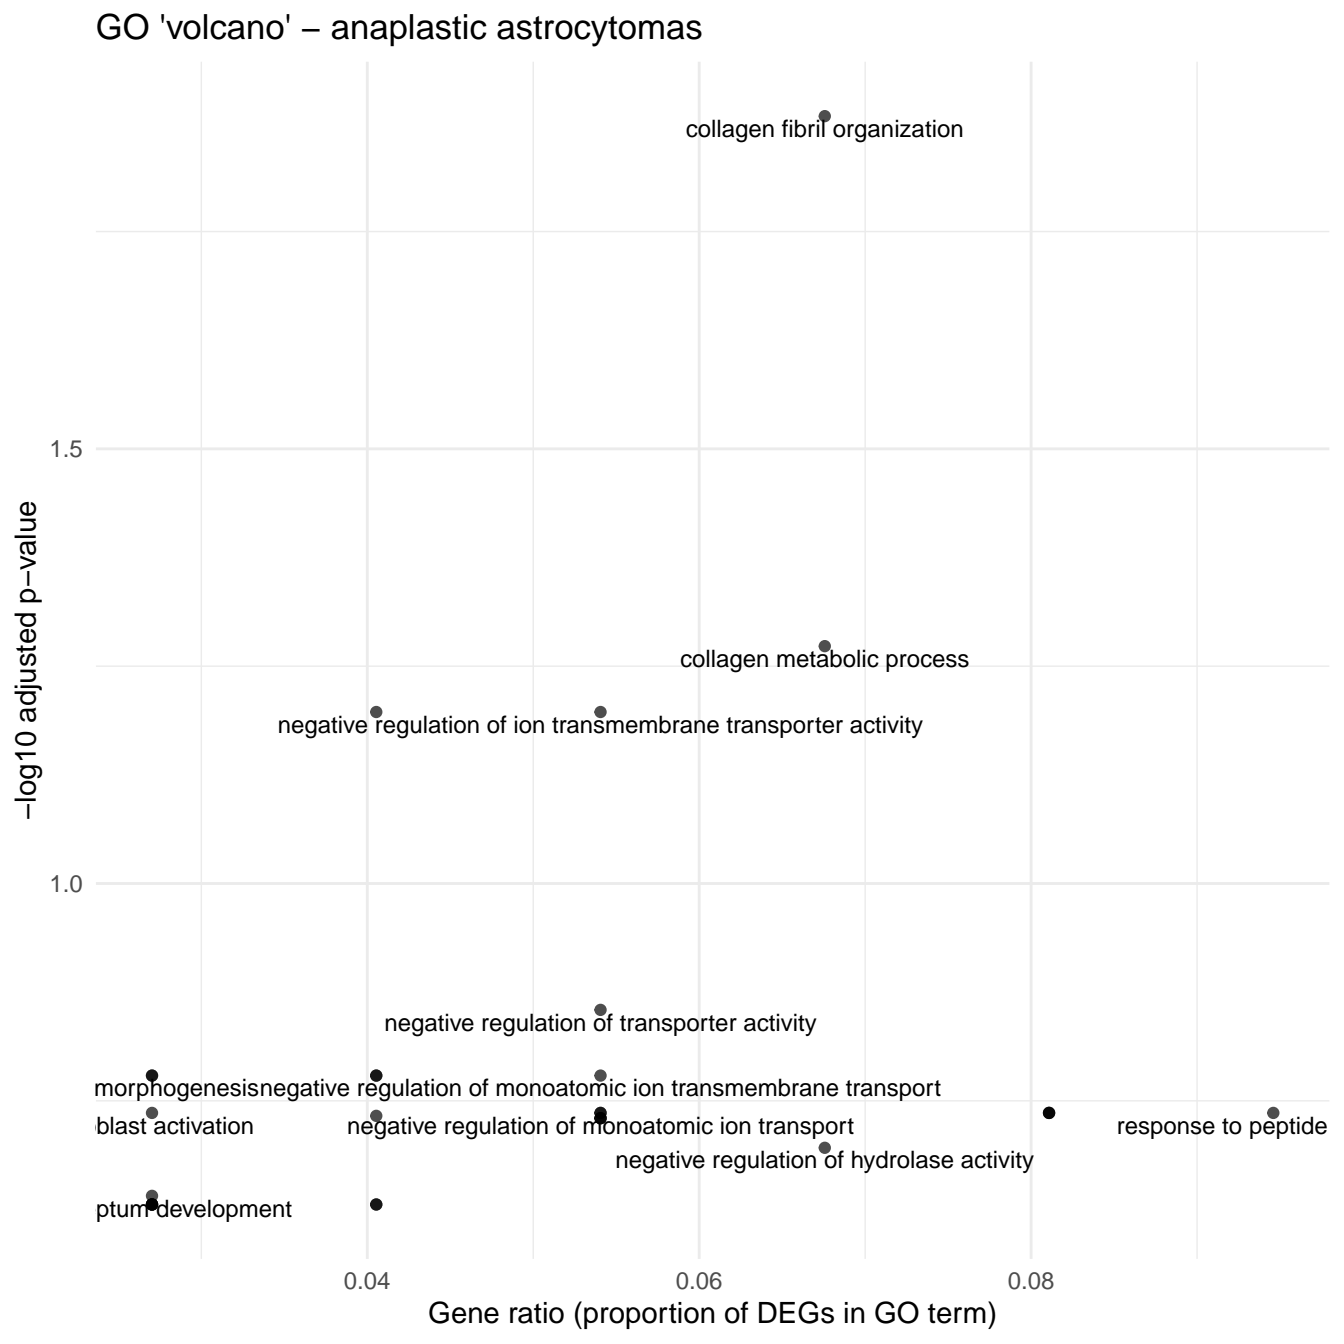 GO 'volcano' − anaplastic astrocytomas
collagen fibril organization
1.5
collagen metabolic process
negative regulation of ion transmembrane transporter activity
1.0
negative regulation of transporter activity
morphogenesis negative regulation of monoatomic ion transmembrane transport
blast activation
negative regulation of monoatomic ion transport
response to peptide
negative regulation of hydrolase activity
ptum development
0.04
0.06
0.08
Gene ratio (proportion of DEGs in GO term)
−log10 adjusted p−value